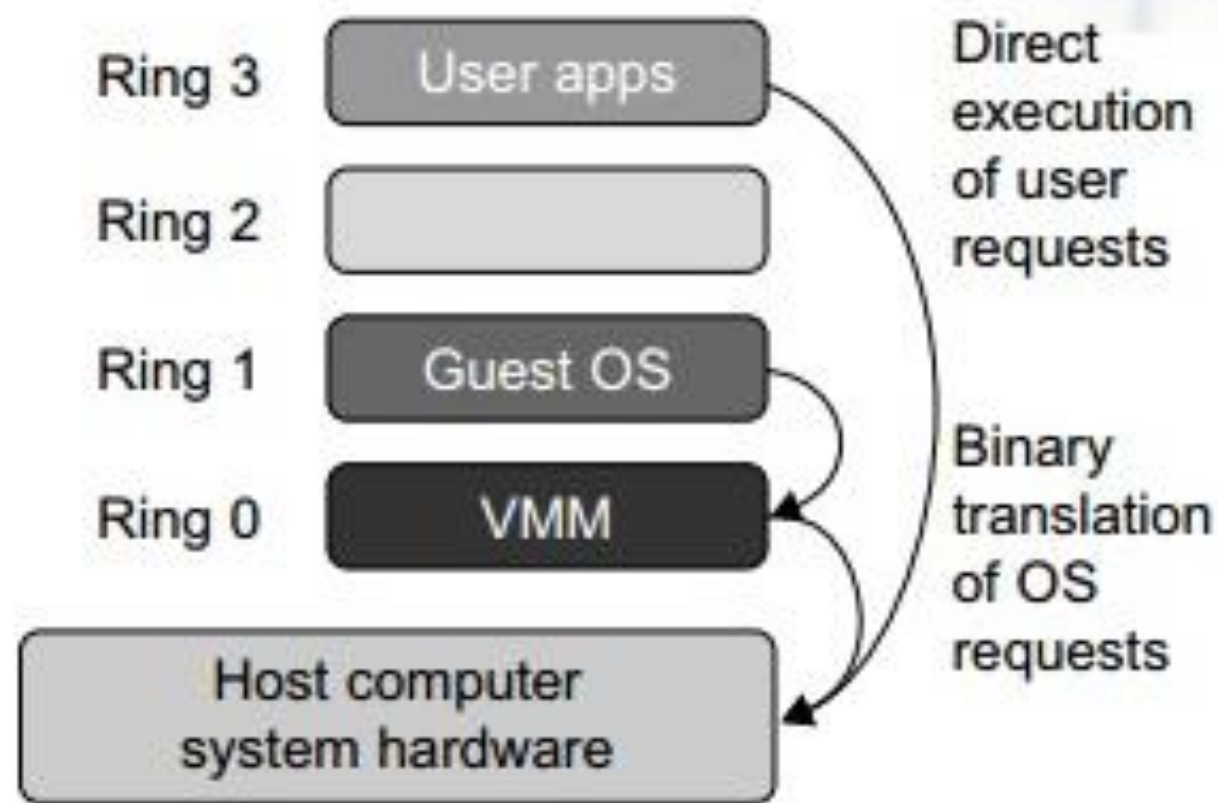 Ring 3
User apps
Direct
execution
of user
requests
Ring 2
Ring 1
Guest OS
Ring 0
VMM
Binary
translation
of OS
requests
Host computer
system hardware